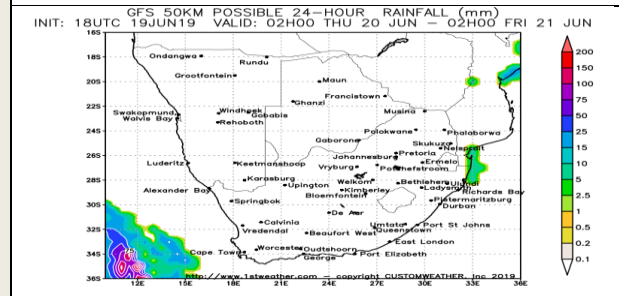 GFS 50KM POSSIBLE 24-HOUR RAINFALL (mm)
INIT: 18UTC 19JUN19 VALID: 02H00 THU 20 JUN - 02H00 FRI 21 JUN
16S
18S
20S
22S
24S
26S
28S
30S
32S
34S
36S
Ondangwa
Rundu
Grootfontein
Maun
Francistown
Ghanzi
Musina
Swakopmund
Windhoek
Gobabis
Walvis Bay
Rehoboth
Polokwane
Phalaborwa
Gaborone
Skukuza
Nelspruit
Johannesburg
Pretoria
Luderitz
Keetmanshoop
Vryburg
Potchefstroom
Ermelo
Karasburg
Welkom
Bethlehem
Ulundi
Alexander Bay
Upington
Kimberley
Ladysmith
Richards Bay
Bloemfontein
Springbok
Pietermaritzburg
Durban
De Aar
Calvinia
Umtata
Port St Johns
Vredendal
Beaufort West
Queenstown
East London
Cape Town
Worcester
Oudtshoorn
George
Port Elizabeth
http://www.1stweather.com - copyright CUSTOMWEATHER, Inc 2019
12E 15E 18E 21E 24E 27E 30E 33E 36E
200
150
100
75
50
25
15
10
5
2.5
1
0.5
0.2
0.1